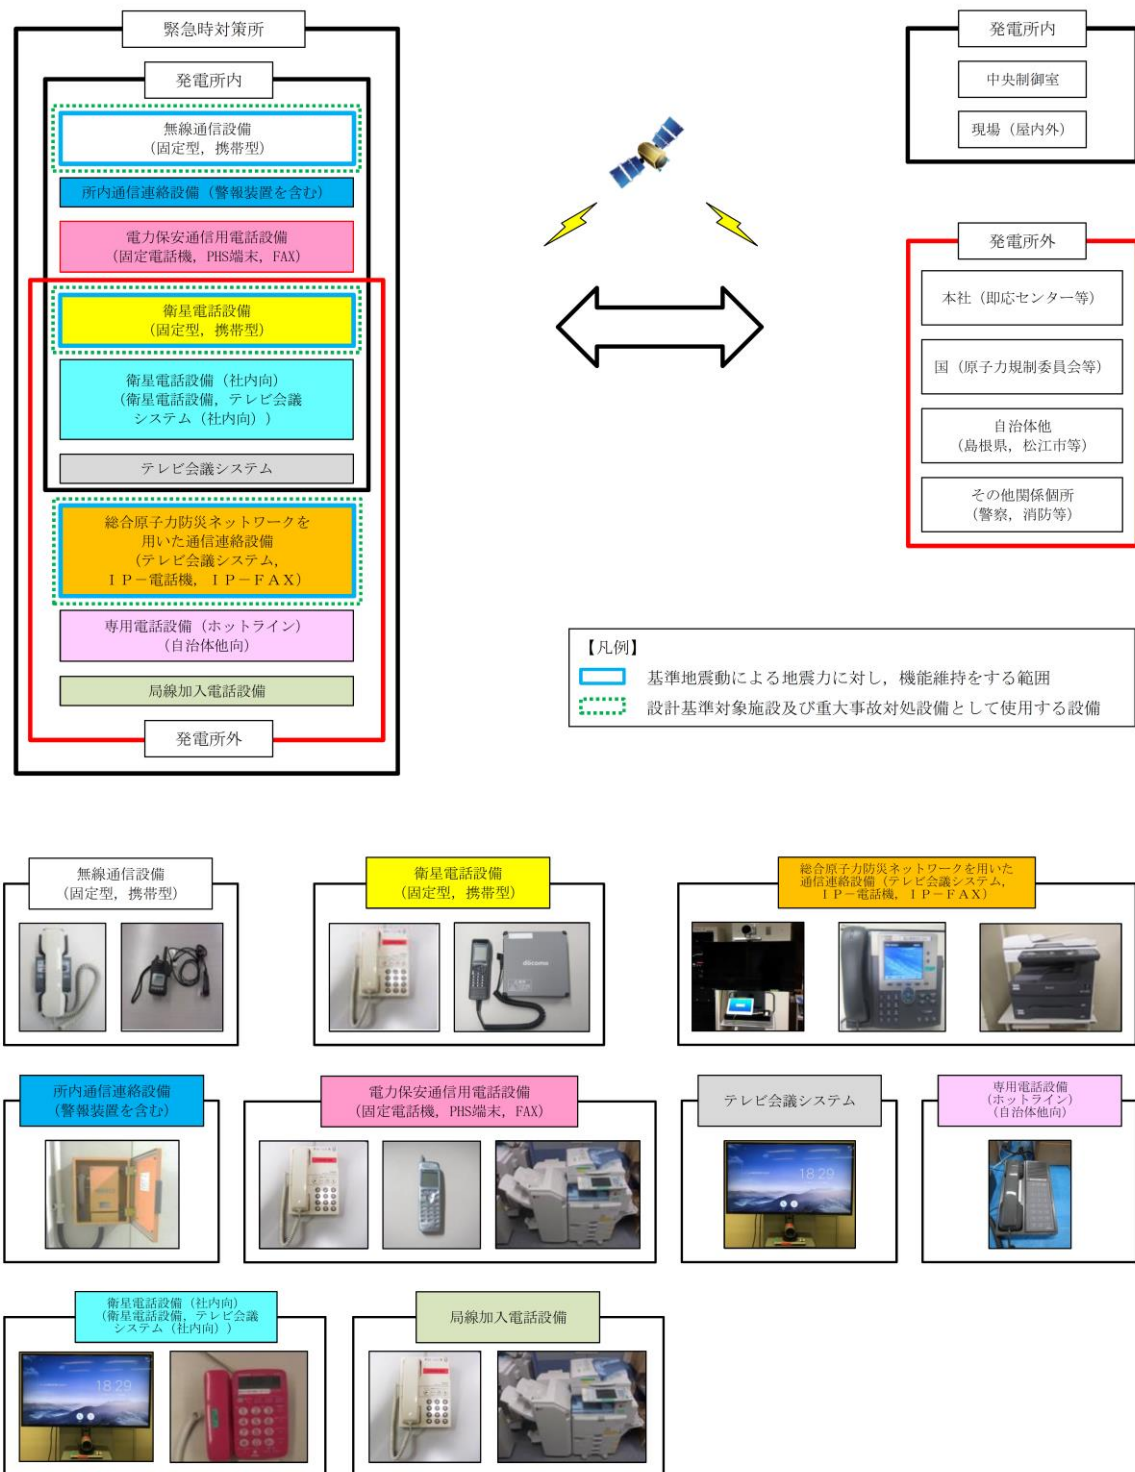 緊急時対策所
発電所内
無線通信設備
(固定型,携帯型)
所内通信連絡設備(警報装置を含む)
電力保安通信用電話設備
(固定電話機,PHS端末,FAX)
衛星電話設備
(固定型,携帯型)
衛星電話設備(社内向)
(衛星電話設備,テレビ会議
システム(社内向))
テレビ会議システム
総合原子力防災ネットワークを
用いた通信連絡設備
(テレビ会議システム,
IP-電話機,IP-FAX)
専用電話設備(ホットライン)
(自治体他向)
局線加入電話設備
発電所外
発電所内
中央制御室
現場(屋内外)
発電所外
本社(即応センター等)
国(原子力規制委員会等)
自治体他
(島根県,松江市等)
その他関係個所
(警察,消防等)
【凡例】
基準地震動による地震力に対し,機能維持をする範囲
設計基準対象施設及び重大事故対処設備として使用する設備
無線通信設備
(固定型,携帯型)
衛星電話設備
(固定型,携帯型)
döcomo
総合原子力防災ネットワークを用いた
通信連絡設備(テレビ会議システム,
IP-電話機,IP-FAX)
所内通信連絡設備
(警報装置を含む)
電力保安通信用電話設備
(固定電話機,PHS端末,FAX)
テレビ会議システム
18:29
専用電話設備
(ホットライン)
(自治体他向)
衛星電話設備(社内向)
(衛星電話設備,テレビ会議
システム(社内向))
18:29
局線加入電話設備